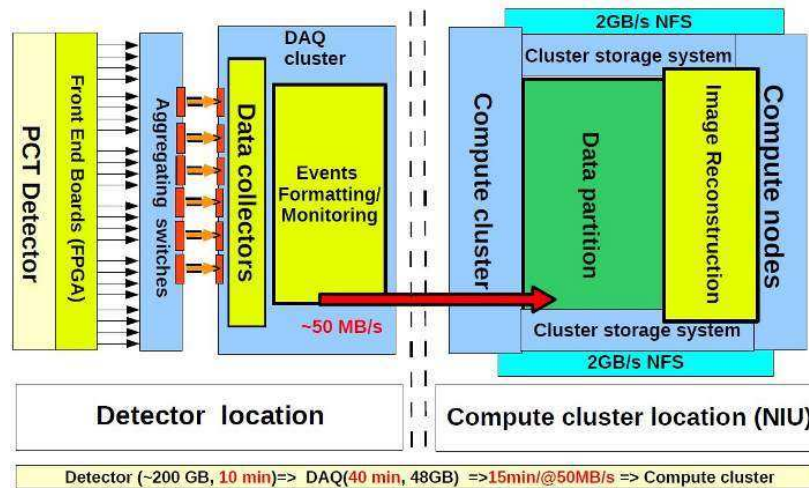 PCT Detector
Front End Boards (FPGA)
Aggregating switches
DAQ
cluster
Data collectors
Events
Formatting/
Monitoring
~50 MB/s
2GB/s NFS
Cluster storage system
Compute cluster
Data partition
Image Reconstruction
Compute nodes
Cluster storage system
2GB/s NFS
Detector location
Compute cluster location (NIU)
Detector (~200 GB, 10 min)=> DAQ(40 min, 48GB) =>15min/@50MB/s => Compute cluster